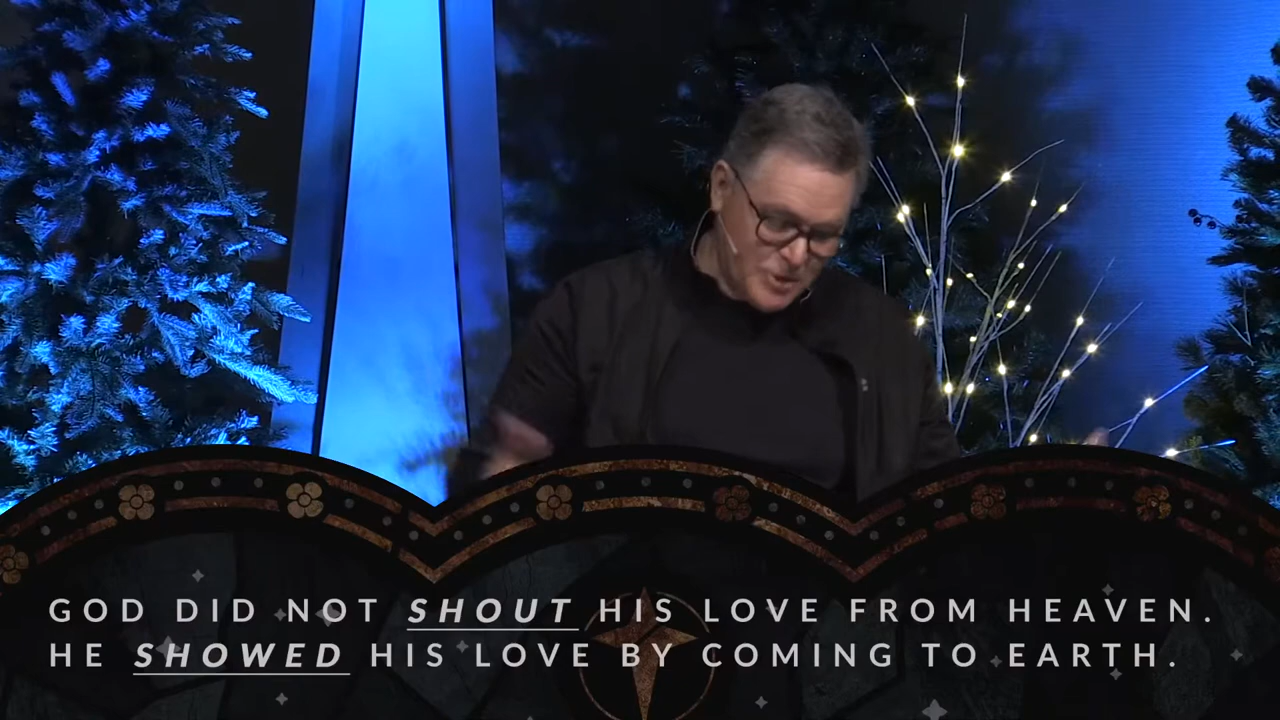 GOD DID NOT SHOUT HIS LOVE FROM HEAVEN.
HE SHOWED HIS LOVE BY COMING TO EARTH.